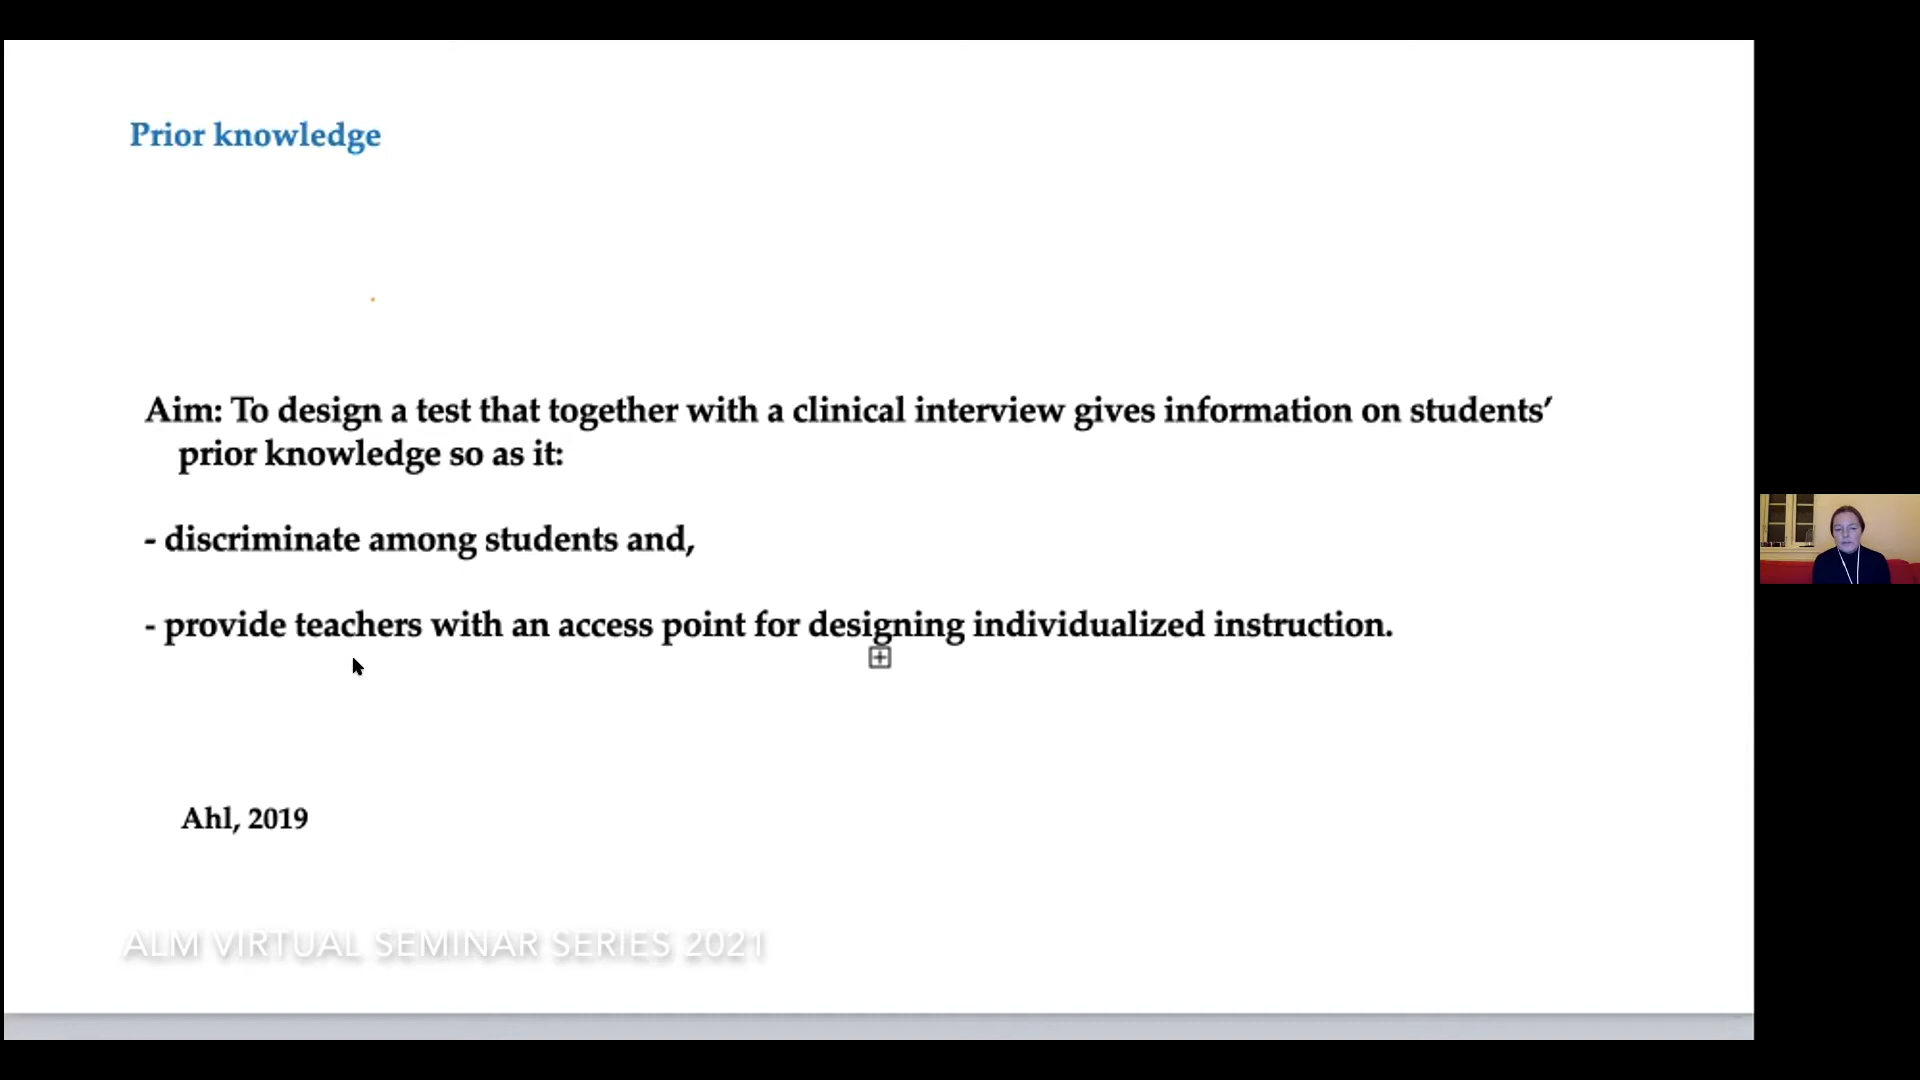 Prior knowledge
Aim: To design a test that together with a clinical interview gives information on students’
prior knowledge so as it:
- discriminate among students and,
- provide teachers with an access point for designing individualized instruction.
Ahl, 2019
ALM VIRTUAL SEMINAR SERIES 2021